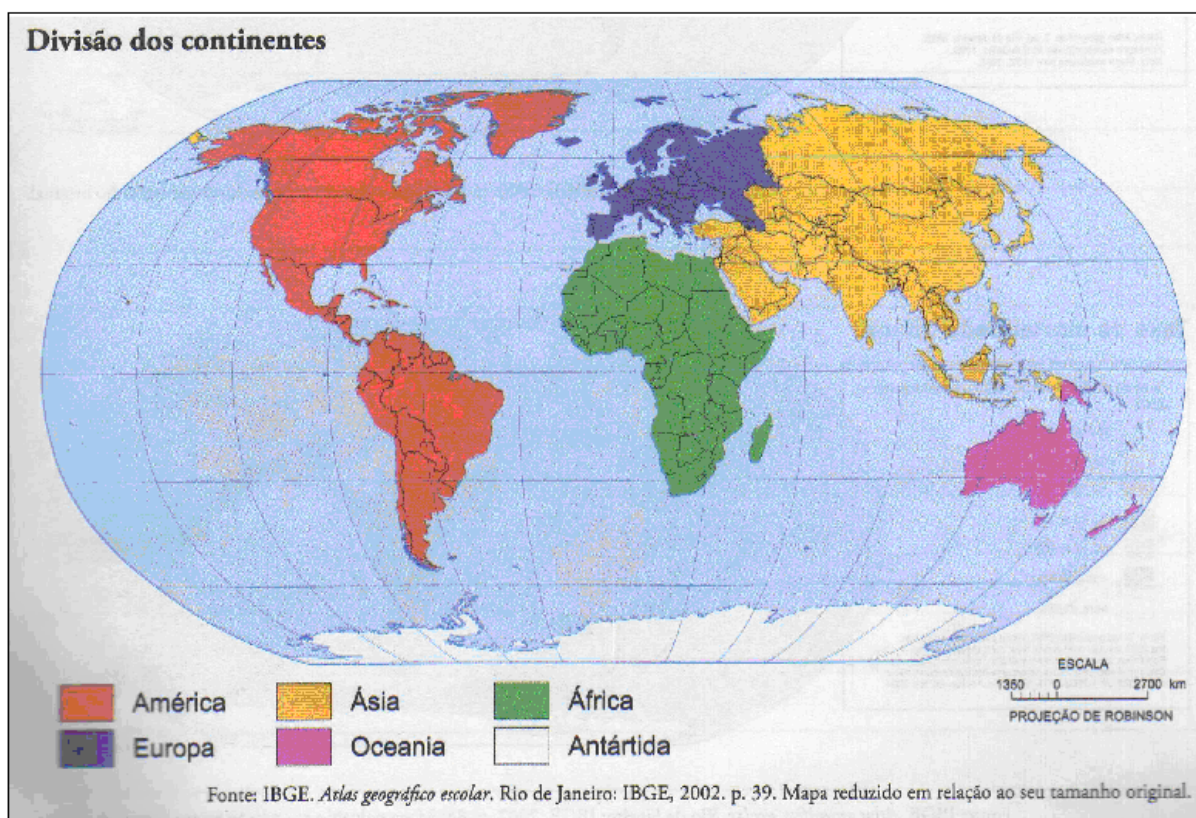 Divisão dos continentes
América
Ásia
África
Europa
Oceania
Antártida
ESCALA
1350 0 2700 km
PROJEÇÃO DE ROBINSON
Fonte: IBGE. Atlas geográfico escolar. Rio de Janeiro: IBGE, 2002. p. 39. Mapa reduzido em relação ao seu tamanho original.